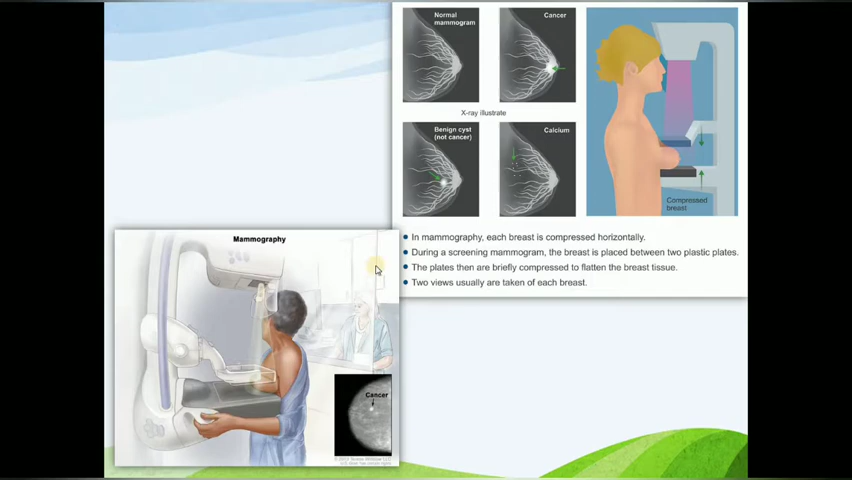 Normal
mammogram
Cancer
X-ray illustrate
Benign cyst
(not cancer)
Calcium
Compressed
breast
In mammography, each breast is compressed horizontally.
During a screening mammogram, the breast is placed between two plastic plates.
The plates then are briefly compressed to flatten the breast tissue.
Two views usually are taken of each breast.
Mammography
Cancer